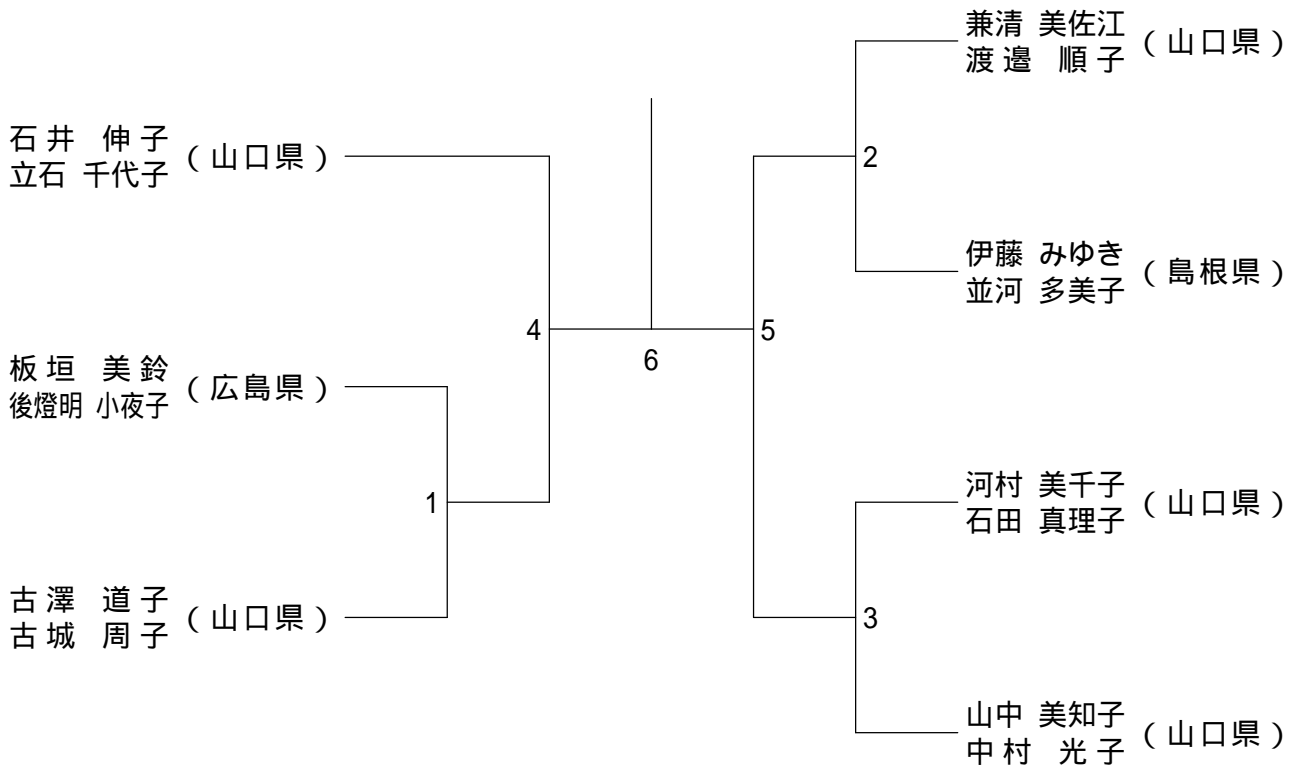 兼清 美佐江
渡邉 順子 (山口県)
石井 伸子
立石 千代子 (山口県)
2
伊藤 みゆき
並河 多美子 (島根県)
4
5
6
板垣 美鈴
後燈明 小夜子 (広島県)
1
河村 美千子
石田 真理子 (山口県)
古澤 道子
古城 周子 (山口県)
3
山中 美知子
中村 光子 (山口県)